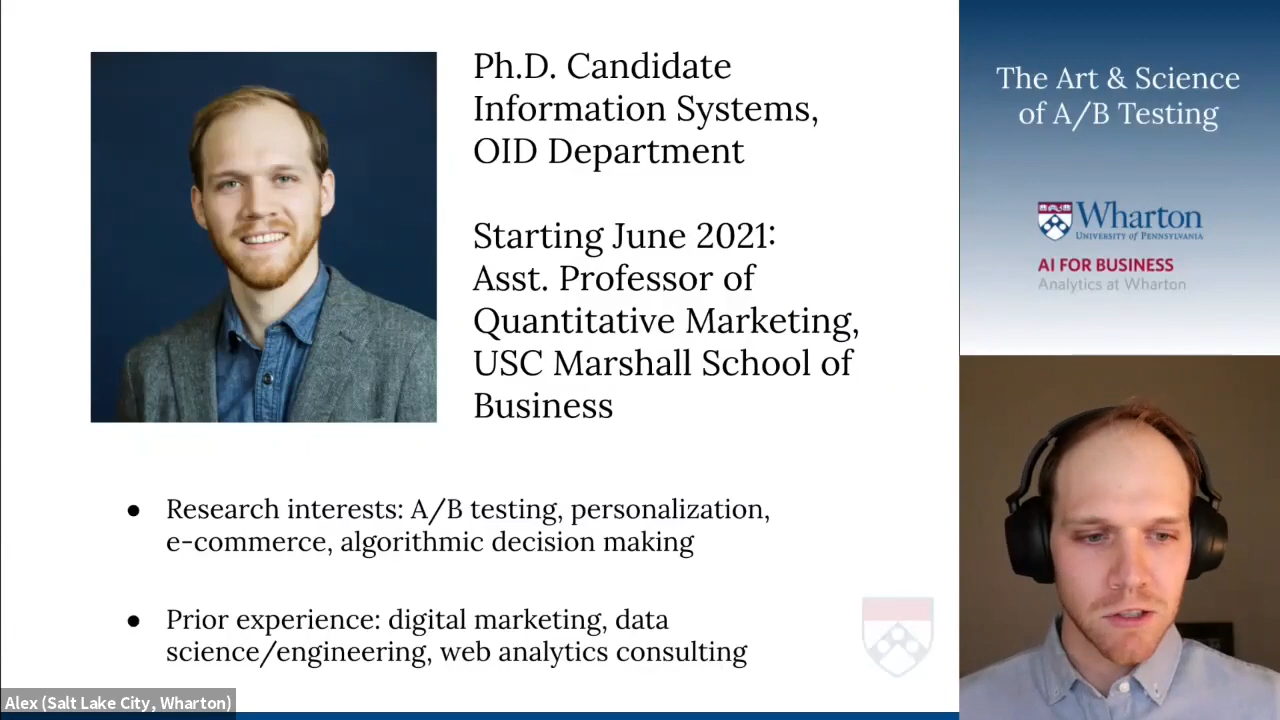 Ph.D. Candidate
Information Systems,
OID Department
Starting June 2021:
Asst. Professor of
Quantitative Marketing,
USC Marshall School of
Business
● Research interests: A/B testing, personalization,
e-commerce, algorithmic decision making
● Prior experience: digital marketing, data
science/engineering, web analytics consulting
Alex (Salt Lake City, Wharton)
The Art & Science
of A/B Testing
Wharton
UNIVERSITY of PENNSYLVANIA
AI FOR BUSINESS
Analytics at Wharton